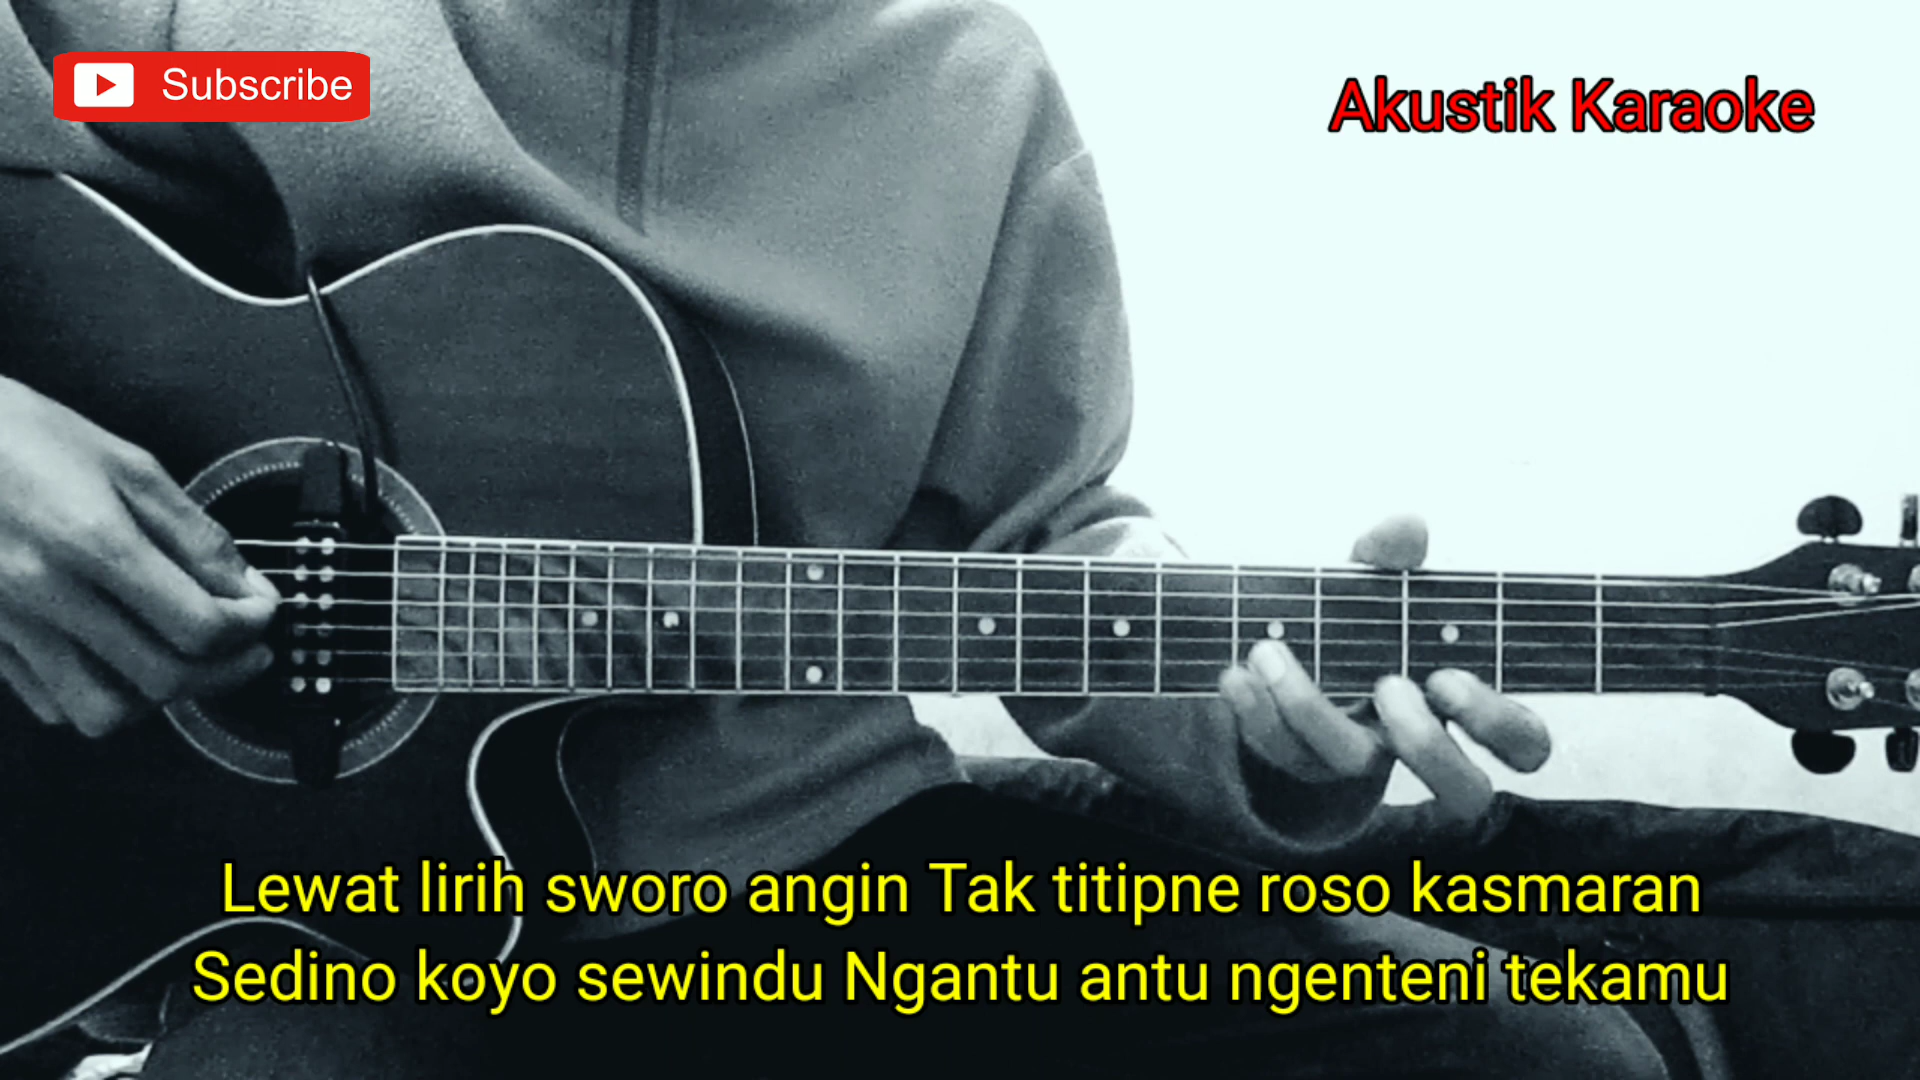 Subscribe
Akustik Karaoke
Lewat lirih sworo angin Tak titipne roso kasmaran
Sedino koyo sewindu Ngantu antu ngenteni tekamu